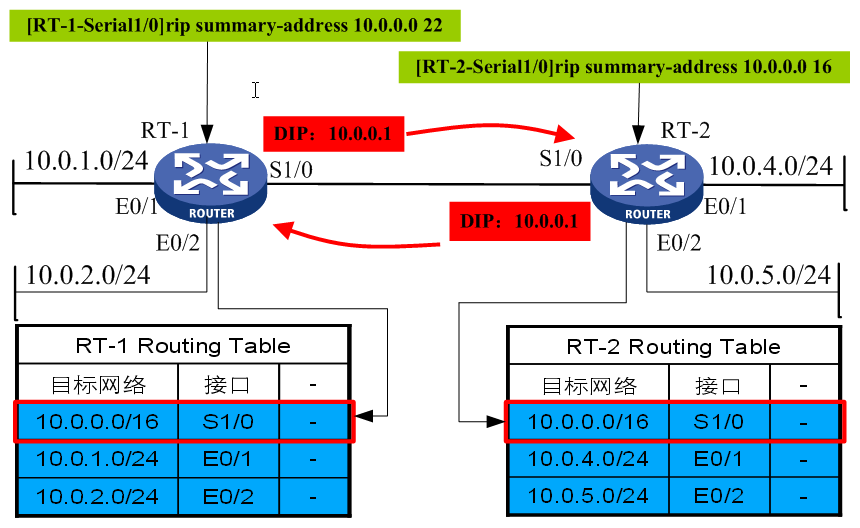 [RT-1-Serial1/0]rip summary-address 10.0.0.0 22
[RT-2-Serial1/0]rip summary-address 10.0.0.0 16
RT-1
DIP：10.0.0.1
RT-2
10.0.1.0/24
S1/0
S1/0
10.0.4.0/24
E0/1
ROUTER
ROUTER
E0/1
DIP：10.0.0.1
E0/2
E0/2
10.0.2.0/24
10.0.5.0/24
RT-1 Routing Table
目标网络 接口 -
10.0.0.0/16 S1/0 -
10.0.1.0/24 E0/1 -
10.0.2.0/24 E0/2 -
RT-2 Routing Table
目标网络 接口 -
10.0.0.0/16 S1/0 -
10.0.4.0/24 E0/1 -
10.0.5.0/24 E0/2 -